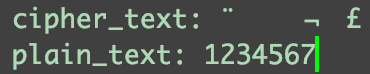 cipher_text: ¨    ¬  £
plain_text: 1234567